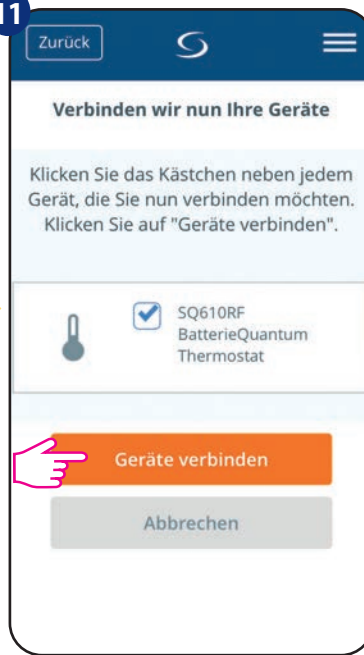 11
Zurück
Verbinden wir nun Ihre Geräte
Klicken Sie das Kästchen neben jedem
Gerät, die Sie nun verbinden möchten.
Klicken Sie auf "Geräte verbinden".
SQ610RF
BatterieQuantum
Thermostat
Geräte verbinden
Abbrechen